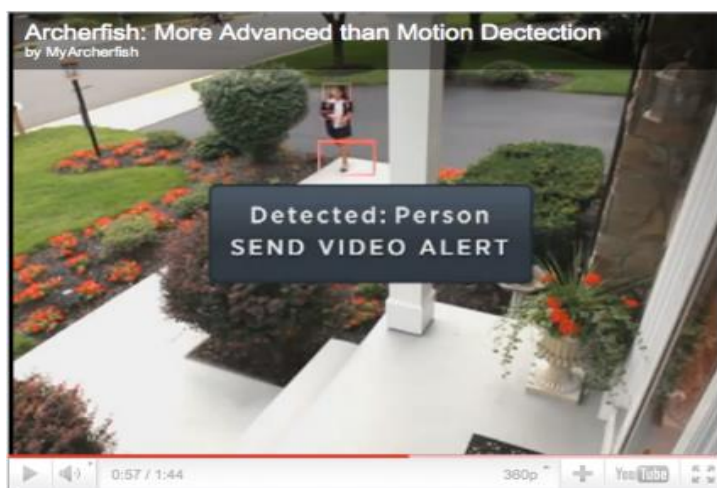 Archerfish: More Advanced than Motion Dectection
by MyArcherfish
Detected: Person
SEND VIDEO ALERT
0:57 / 1:44
360p
YouTube